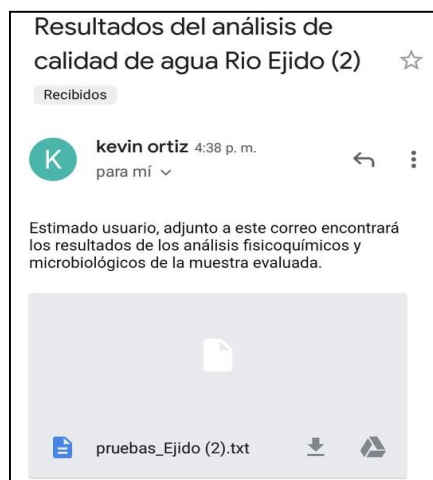 Resultados del análisis de
calidad de agua Rio Ejido (2)
Recibidos
K
kevin ortiz 4:38 p. m.
para mí
Estimado usuario, adjunto a este correo encontrará
los resultados de los análisis fisicoquímicos y
microbiológicos de la muestra evaluada.
pruebas_Ejido (2).txt